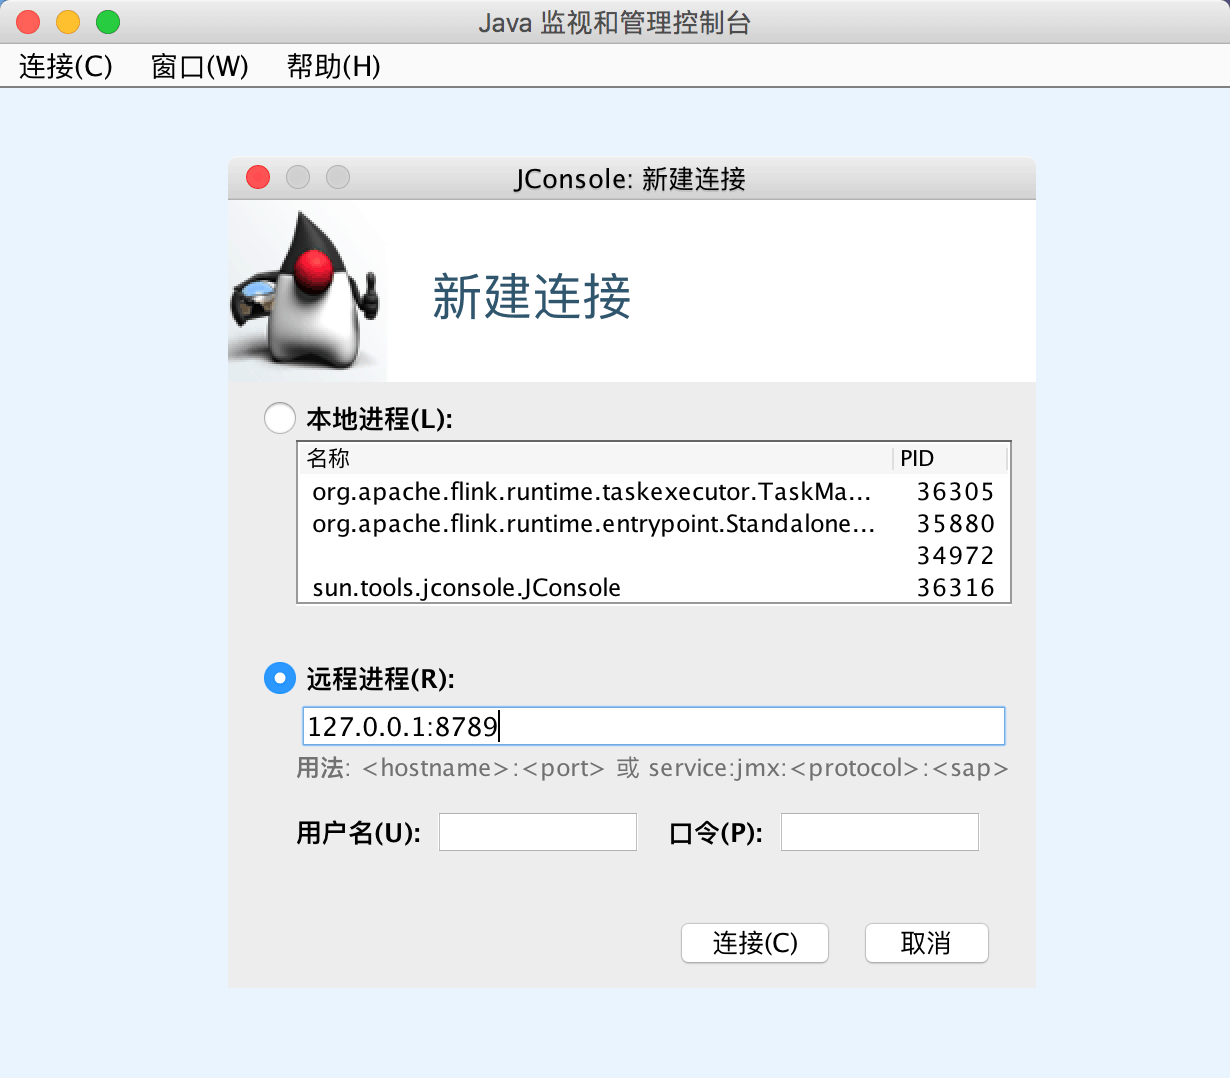 Java 监视和管理控制台
连接(C) 窗口(W) 帮助(H)
JConsole: 新建连接
新建连接
本地进程(L):
名称 PID
org.apache.flink.runtime.taskexecutor.TaskMa... 36305
org.apache.flink.runtime.entrypoint.Standalone... 35880
34972
sun.tools.jconsole.JConsole 36316
远程进程(R):
127.0.0.1:8789
用法: <hostname>:<port> 或 service:jmx:<protocol>:<sap>
用户名(U): 口令(P):
连接(C) 取消